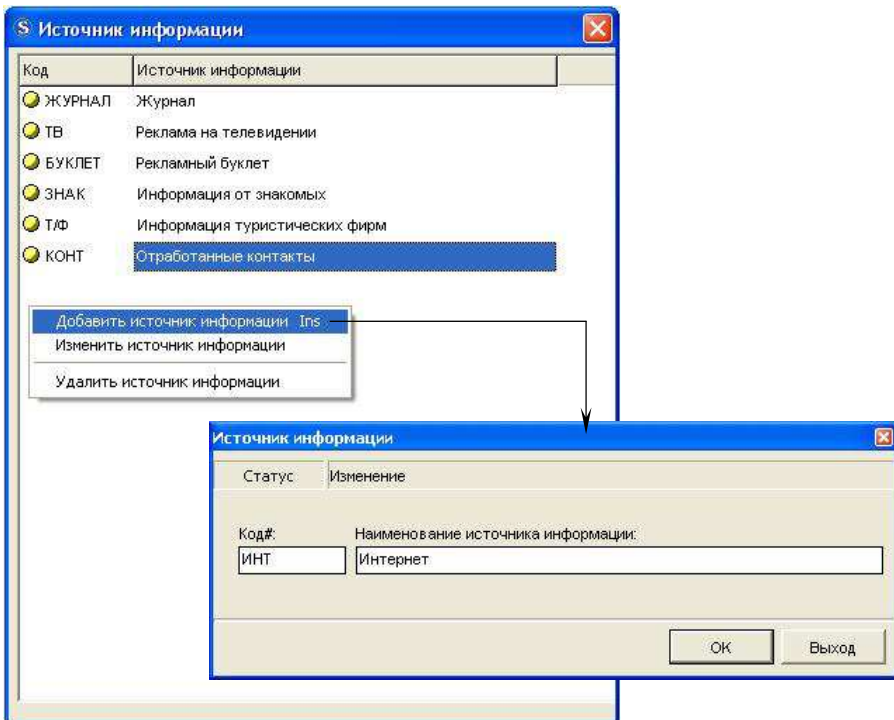 Источник информации
Код Источник информации
ЖУРНАЛ Журнал
ТВ Реклама на телевидении
БУКЛЕТ Рекламный буклет
ЗНАК Информация от знакомых
Т/Ф Информация туристических фирм
КОНТ Отработанные контакты
Добавить источник информации Ins
Изменить источник информации
Удалить источник информации
Источник информации
Статус Изменение
Код#: Наименование источника информации:
ИНТ Интернет
ОК Выход